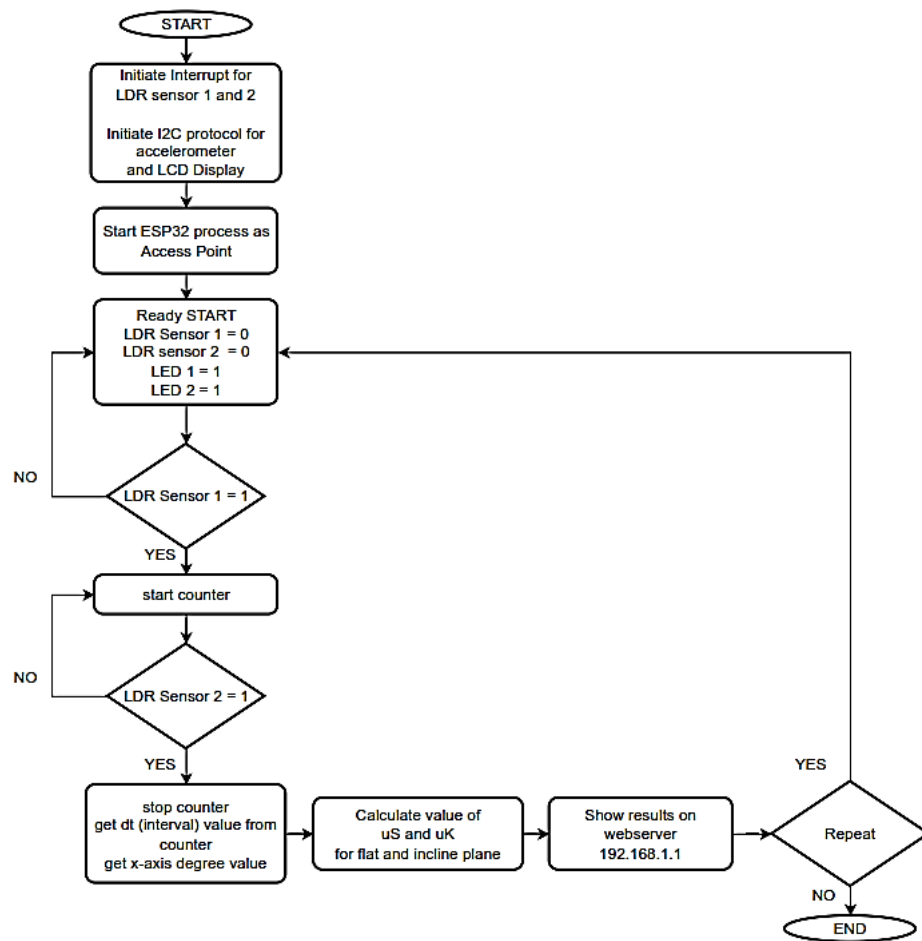 START
Initiate Interrupt for
LDR sensor 1 and 2
Initiate I2C protocol for
accelerometer
and LCD Display
Start ESP32 process as
Access Point
Ready START
LDR Sensor 1 = 0
LDR sensor 2 = 0
LED 1 = 1
LED 2 = 1
NO
LDR Sensor 1 = 1
YES
start counter
NO
LDR Sensor 2 = 1
YES
stop counter
get dt (interval) value from
counter
get x-axis degree value
Calculate value of
uS and uK
for flat and incline plane
Show results on
webserver
192.168.1.1
YES
Repeat
NO
END